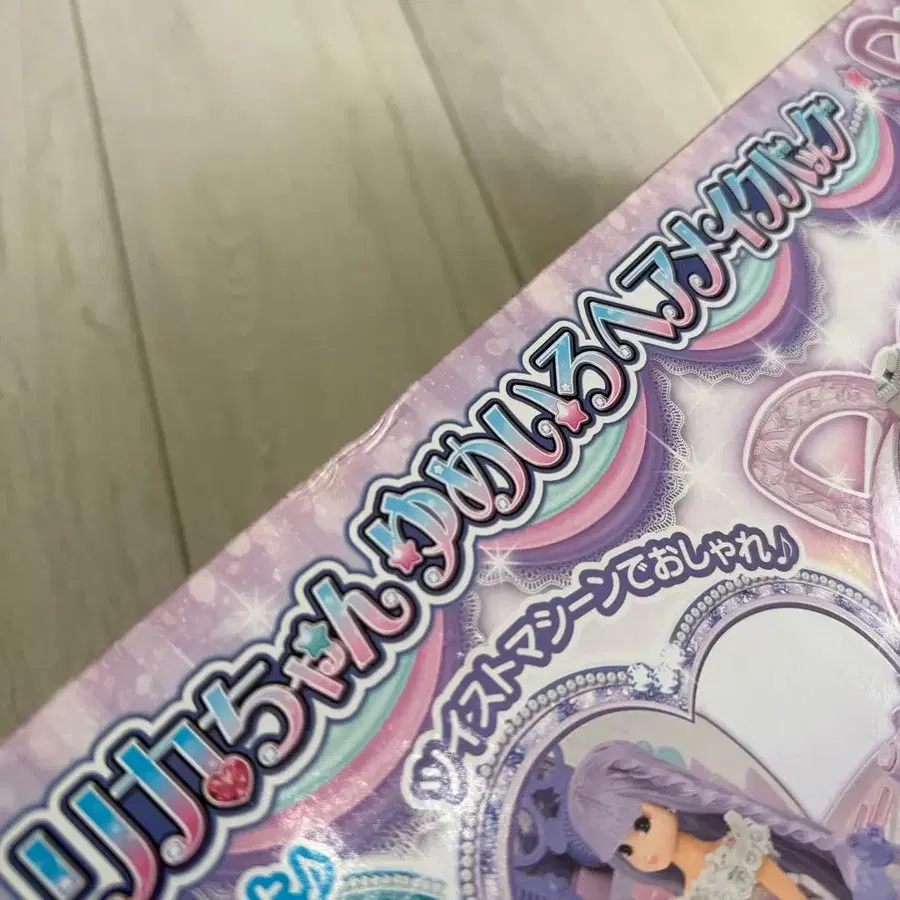 リカちゃん ゆめいろヘアメイクバッグ
ツイストマシーンでおしゃれ♪